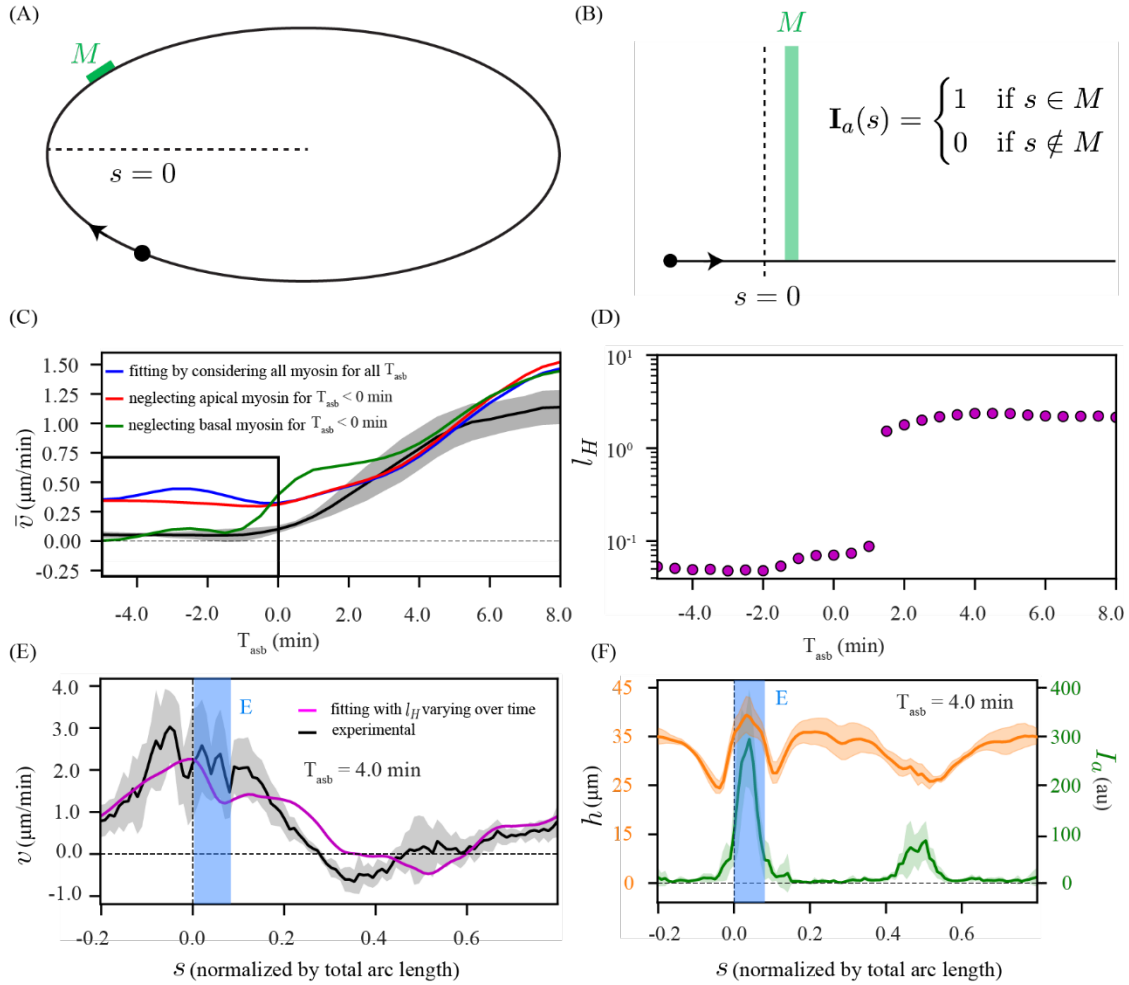 (A)
M
s = 0
(B)
M
I_a(s) = { 1 if s ∈ M
0 if s ∉ M
s = 0
(C)
1.50
1.25
1.00
0.75
0.50
0.25
0.00
-0.25
v̄ (μm/min)
fitting by considering all myosin for all T_asb
neglecting apical myosin for T_asb < 0 min
neglecting basal myosin for T_asb < 0 min
-4.0 -2.0 0.0 2.0 4.0 6.0 8.0
T_asb (min)
(D)
10^1
10^0
10^-1
l_H
-4.0 -2.0 0.0 2.0 4.0 6.0 8.0
T_asb (min)
(E)
4.0
3.0
2.0
1.0
0.0
-1.0
v (μm/min)
E
fitting with l_H varying over time
experimental
T_asb = 4.0 min
-0.2 0.0 0.2 0.4 0.6
s (normalized by total arc length)
(F)
45
35
25
15
0
h (μm)
E
T_asb = 4.0 min
400
300
200
100
0
I_a (au)
-0.2 0.0 0.2 0.4 0.6
s (normalized by total arc length)